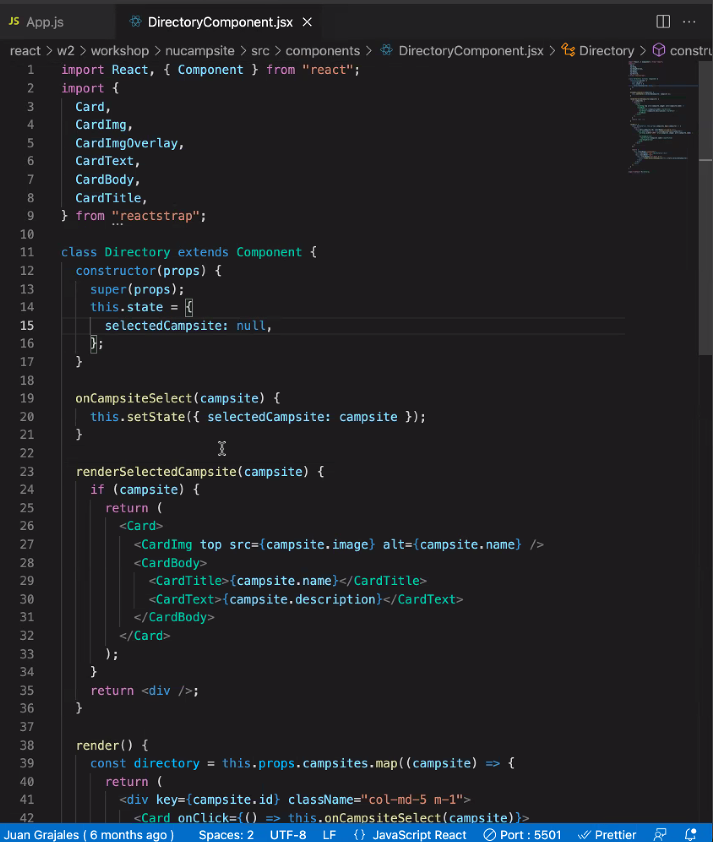 JS App.js
DirectoryComponent.jsx
react > w2 > workshop > nucampsite > src > components > DirectoryComponent.jsx > Directory > constru
1 import React, { Component } from "react";
2 import {
3 Card,
4 CardImg,
5 CardImgOverlay,
6 CardText,
7 CardBody,
8 CardTitle,
9 } from "reactstrap";
10
11 class Directory extends Component {
12 constructor(props) {
13 super(props);
14 this.state = {
15 selectedCampsite: null,
16 };
17 }
18
19 onCampsiteSelect(campsite) {
20 this.setState({ selectedCampsite: campsite });
21 }
22
23 renderSelectedCampsite(campsite) {
24 if (campsite) {
25 return (
26 <Card>
27 <CardImg top src={campsite.image} alt={campsite.name} />
28 <CardBody>
29 <CardTitle>{campsite.name}</CardTitle>
30 <CardText>{campsite.description}</CardText>
31 </CardBody>
32 </Card>
33 );
34 }
35 return <div />;
36 }
37
38 render() {
39 const directory = this.props.campsites.map((campsite) => {
40 return (
41 <div key={campsite.id} className="col-md-5 m-1">
42 <Card onClick={() => this.onCampsiteSelect(campsite)}>
Juan Grajales ( 6 months ago ) Spaces: 2 UTF-8 LF {} JavaScript React Port : 5501 Prettier